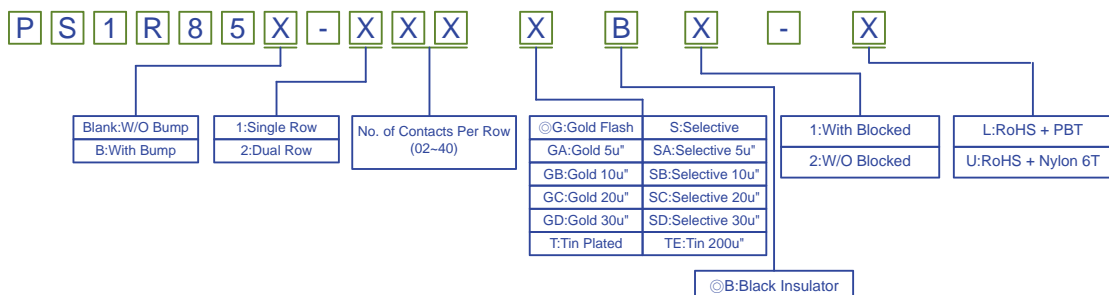 P S 1 R 8 5 X - X X X X B X - X
Blank:W/O Bump
B:With Bump
1:Single Row
2:Dual Row
No. of Contacts Per Row
(02~40)
◎G:Gold Flash S:Selective
GA:Gold 5u" SA:Selective 5u"
GB:Gold 10u" SB:Selective 10u"
GC:Gold 20u" SC:Selective 20u"
GD:Gold 30u" SD:Selective 30u"
T:Tin Plated TE:Tin 200u"
1:With Blocked
2:W/O Blocked
L:RoHS + PBT
U:RoHS + Nylon 6T
◎B:Black Insulator